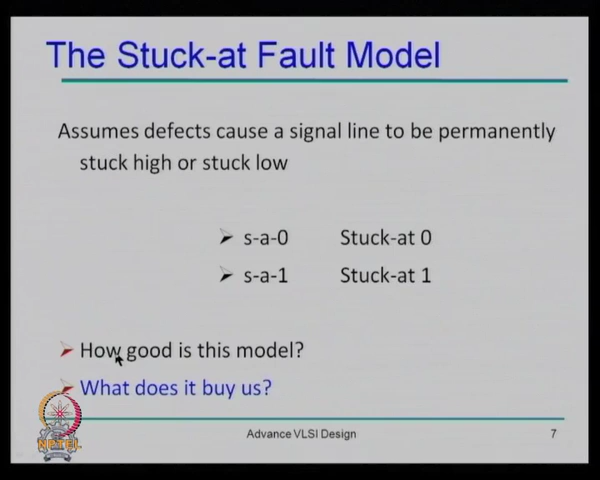 The Stuck-at Fault Model
Assumes defects cause a signal line to be permanently
stuck high or stuck low
s-a-0 Stuck-at 0
s-a-1 Stuck-at 1
How good is this model?
What does it buy us?
NPTEL
Advance VLSI Design
7